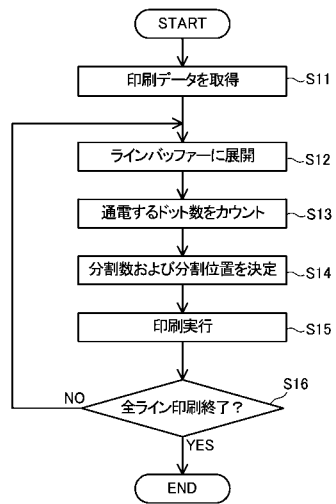 START
印刷データを取得
S11
ラインバッファーに展開
S12
通電するドット数をカウント
S13
分割数および分割位置を決定
S14
印刷実行
S15
S16
全ライン印刷終了?
NO
YES
END